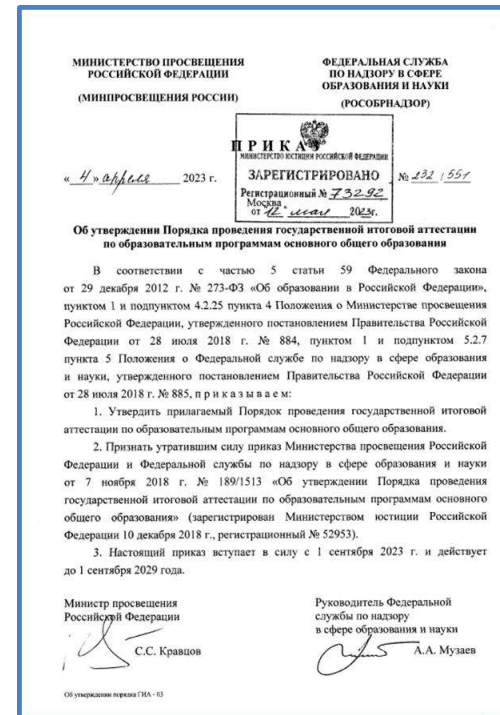 МИНИСТЕРСТВО ПРОСВЕЩЕНИЯ
РОССИЙСКОЙ ФЕДЕРАЦИИ
(МИНПРОСВЕЩЕНИЯ РОССИИ)
ФЕДЕРАЛЬНАЯ СЛУЖБА
ПО НАДЗОРУ В СФЕРЕ
ОБРАЗОВАНИЯ И НАУКИ
(РОСОБРНАДЗОР)
ПРИКАЗ
МИНИСТЕРСТВО ЮСТИЦИИ РОССИЙСКОЙ ФЕДЕРАЦИИ
ЗАРЕГИСТРИРОВАНО
Регистрационный № 73292
от 12 мая 2023г.
« 4 » апреля 2023 г.
Москва
№ 232/551
Об утверждении Порядка проведения государственной итоговой аттестации
по образовательным программам основного общего образования
В соответствии с частью 5 статьи 59 Федерального закона
от 29 декабря 2012 г. № 273-ФЗ «Об образовании в Российской Федерации»,
пунктом 1 и подпунктом 4.2.25 пункта 4 Положения о Министерстве просвещения
Российской Федерации, утвержденного постановлением Правительства Российской
Федерации от 28 июля 2018 г. № 884, пунктом 1 и подпунктом 5.2.7
пункта 5 Положения о Федеральной службе по надзору в сфере образования
и науки, утвержденного постановлением Правительства Российской Федерации
от 28 июля 2018 г. № 885, п р и к а з ы в а е м:
1. Утвердить прилагаемый Порядок проведения государственной итоговой
аттестации по образовательным программам основного общего образования.
2. Признать утратившим силу приказ Министерства просвещения Российской
Федерации и Федеральной службы по надзору в сфере образования и науки
от 7 ноября 2018 г. № 189/1513 «Об утверждении Порядка проведения
государственной итоговой аттестации по образовательным программам основного
общего образования» (зарегистрирован Министерством юстиции Российской
Федерации 10 декабря 2018 г., регистрационный № 52953).
3. Настоящий приказ вступает в силу с 1 сентября 2023 г. и действует
до 1 сентября 2029 года.
Министр просвещения
Российской Федерации
С.С. Кравцов
Руководитель Федеральной
службы по надзору
в сфере образования и науки
А.А. Музаев
Об утверждении порядка ГИА - 03